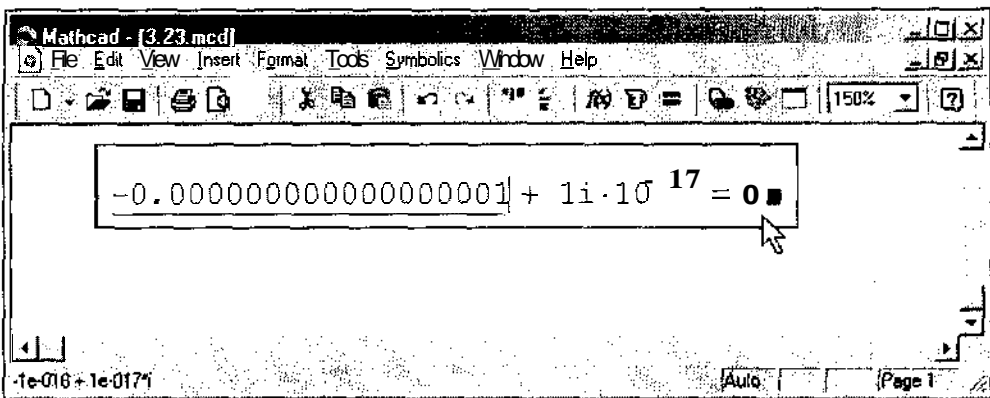 Mathcad - [3.23.mcd]
File Edit View Insert Format Tools Symbolics Window Help
150%
-0.000000000000000001 + 1i·10^-17 = 0
-1e-016 + 1e-017*i Auto Page 1